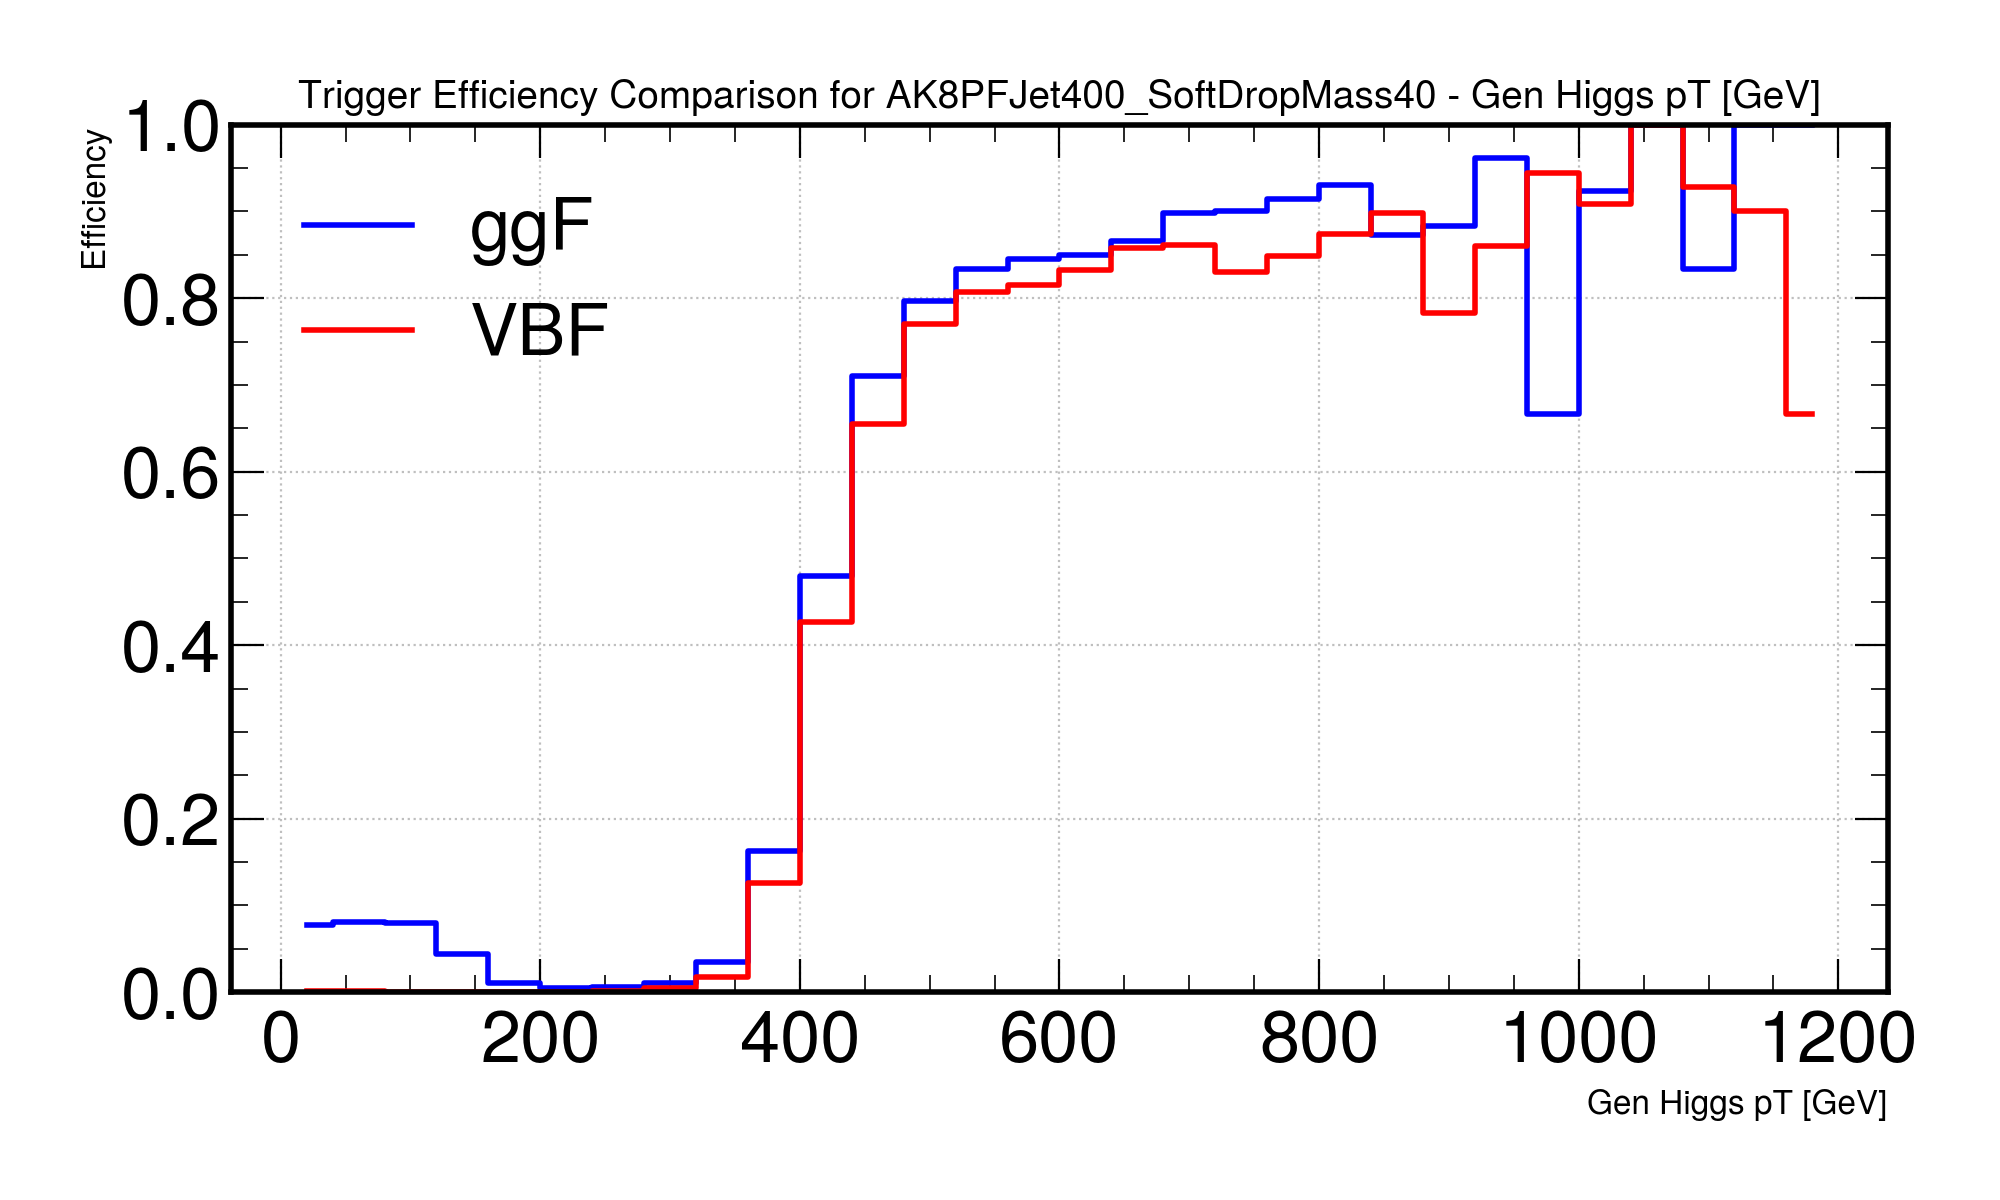 Trigger Efficiency Comparison for AK8PFJet400_SoftDropMass40 - Gen Higgs pT [GeV]
Efficiency
1.0
0.8
0.6
0.4
0.2
0.0
ggF
VBF
0 200 400 600 800 1000 1200
Gen Higgs pT [GeV]